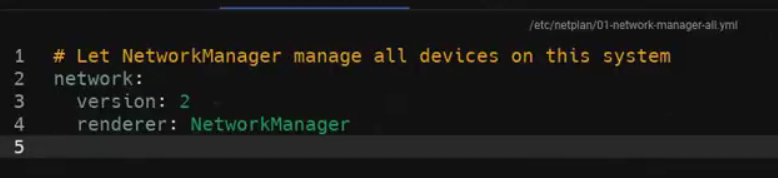 /etc/netplan/01-network-manager-all.yml
1 # Let NetworkManager manage all devices on this system
2 network:
3   version: 2
4   renderer: NetworkManager
5